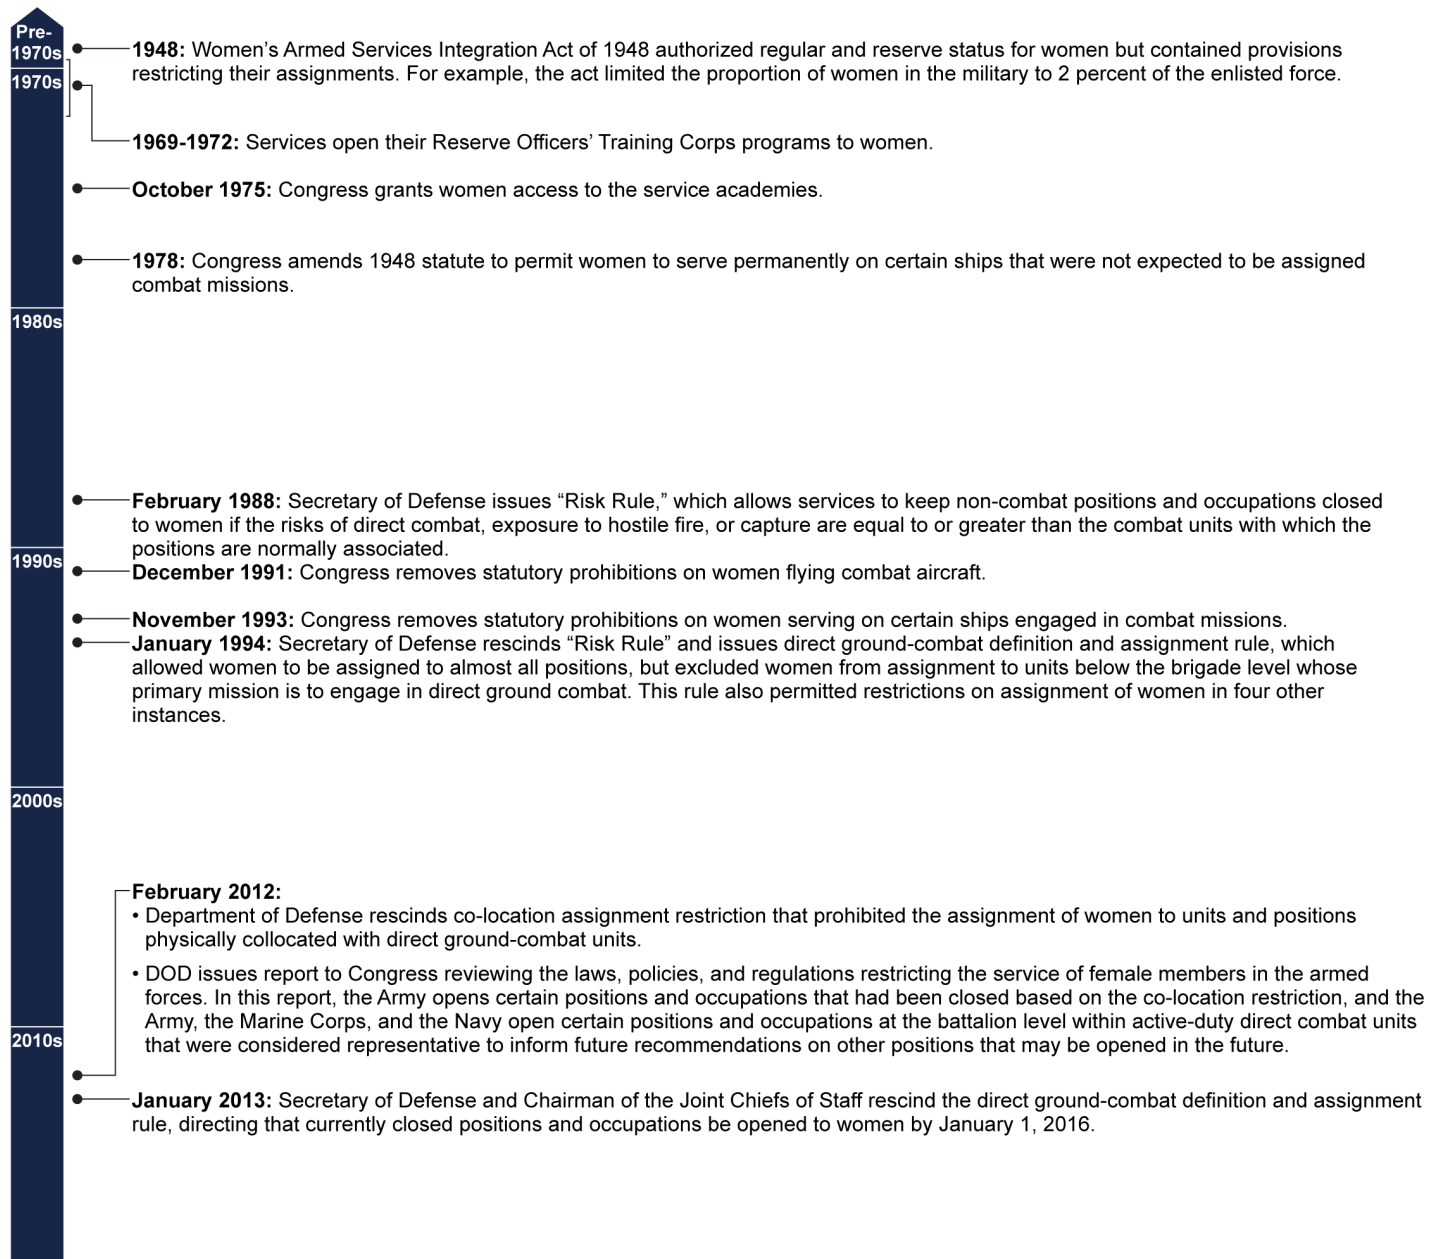 Pre-
1970s
1948: Women’s Armed Services Integration Act of 1948 authorized regular and reserve status for women but contained provisions
restricting their assignments. For example, the act limited the proportion of women in the military to 2 percent of the enlisted force.
1970s
1969-1972: Services open their Reserve Officers’ Training Corps programs to women.
October 1975: Congress grants women access to the service academies.
1978: Congress amends 1948 statute to permit women to serve permanently on certain ships that were not expected to be assigned
combat missions.
1980s
February 1988: Secretary of Defense issues “Risk Rule,” which allows services to keep non-combat positions and occupations closed
to women if the risks of direct combat, exposure to hostile fire, or capture are equal to or greater than the combat units with which the
positions are normally associated.
1990s
December 1991: Congress removes statutory prohibitions on women flying combat aircraft.
November 1993: Congress removes statutory prohibitions on women serving on certain ships engaged in combat missions.
January 1994: Secretary of Defense rescinds “Risk Rule” and issues direct ground-combat definition and assignment rule, which
allowed women to be assigned to almost all positions, but excluded women from assignment to units below the brigade level whose
primary mission is to engage in direct ground combat. This rule also permitted restrictions on assignment of women in four other
instances.
2000s
February 2012:
• Department of Defense rescinds co-location assignment restriction that prohibited the assignment of women to units and positions
physically collocated with direct ground-combat units.
• DOD issues report to Congress reviewing the laws, policies, and regulations restricting the service of female members in the armed
forces. In this report, the Army opens certain positions and occupations that had been closed based on the co-location restriction, and the
Army, the Marine Corps, and the Navy open certain positions and occupations at the battalion level within active-duty direct combat units
that were considered representative to inform future recommendations on other positions that may be opened in the future.
2010s
January 2013: Secretary of Defense and Chairman of the Joint Chiefs of Staff rescind the direct ground-combat definition and assignment
rule, directing that currently closed positions and occupations be opened to women by January 1, 2016.